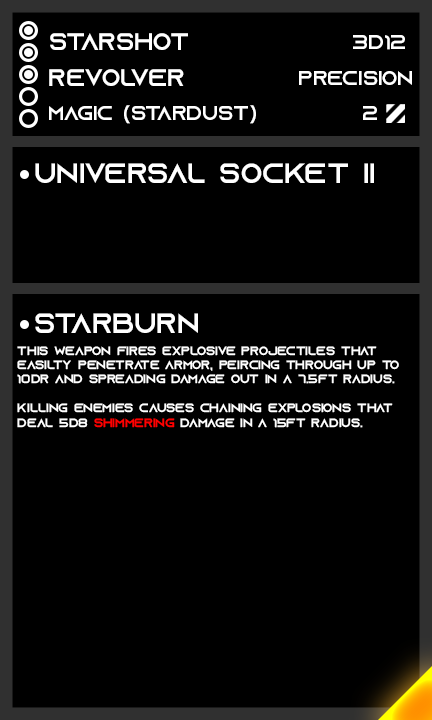 STARSHOT 3D12
REVOLVER PRECISION
MAGIC (STARDUST) 2
•UNIVERSAL SOCKET II
•STARBURN
THIS WEAPON FIRES EXPLOSIVE PROJECTILES THAT
EASILTY PENETRATE ARMOR, PEIRCING THROUGH UP TO
10DR AND SPREADING DAMAGE OUT IN A 7.5FT RADIUS.
KILLING ENEMIES CAUSES CHAINING EXPLOSIONS THAT
DEAL 5D8 SHIMMERING DAMAGE IN A 15FT RADIUS.